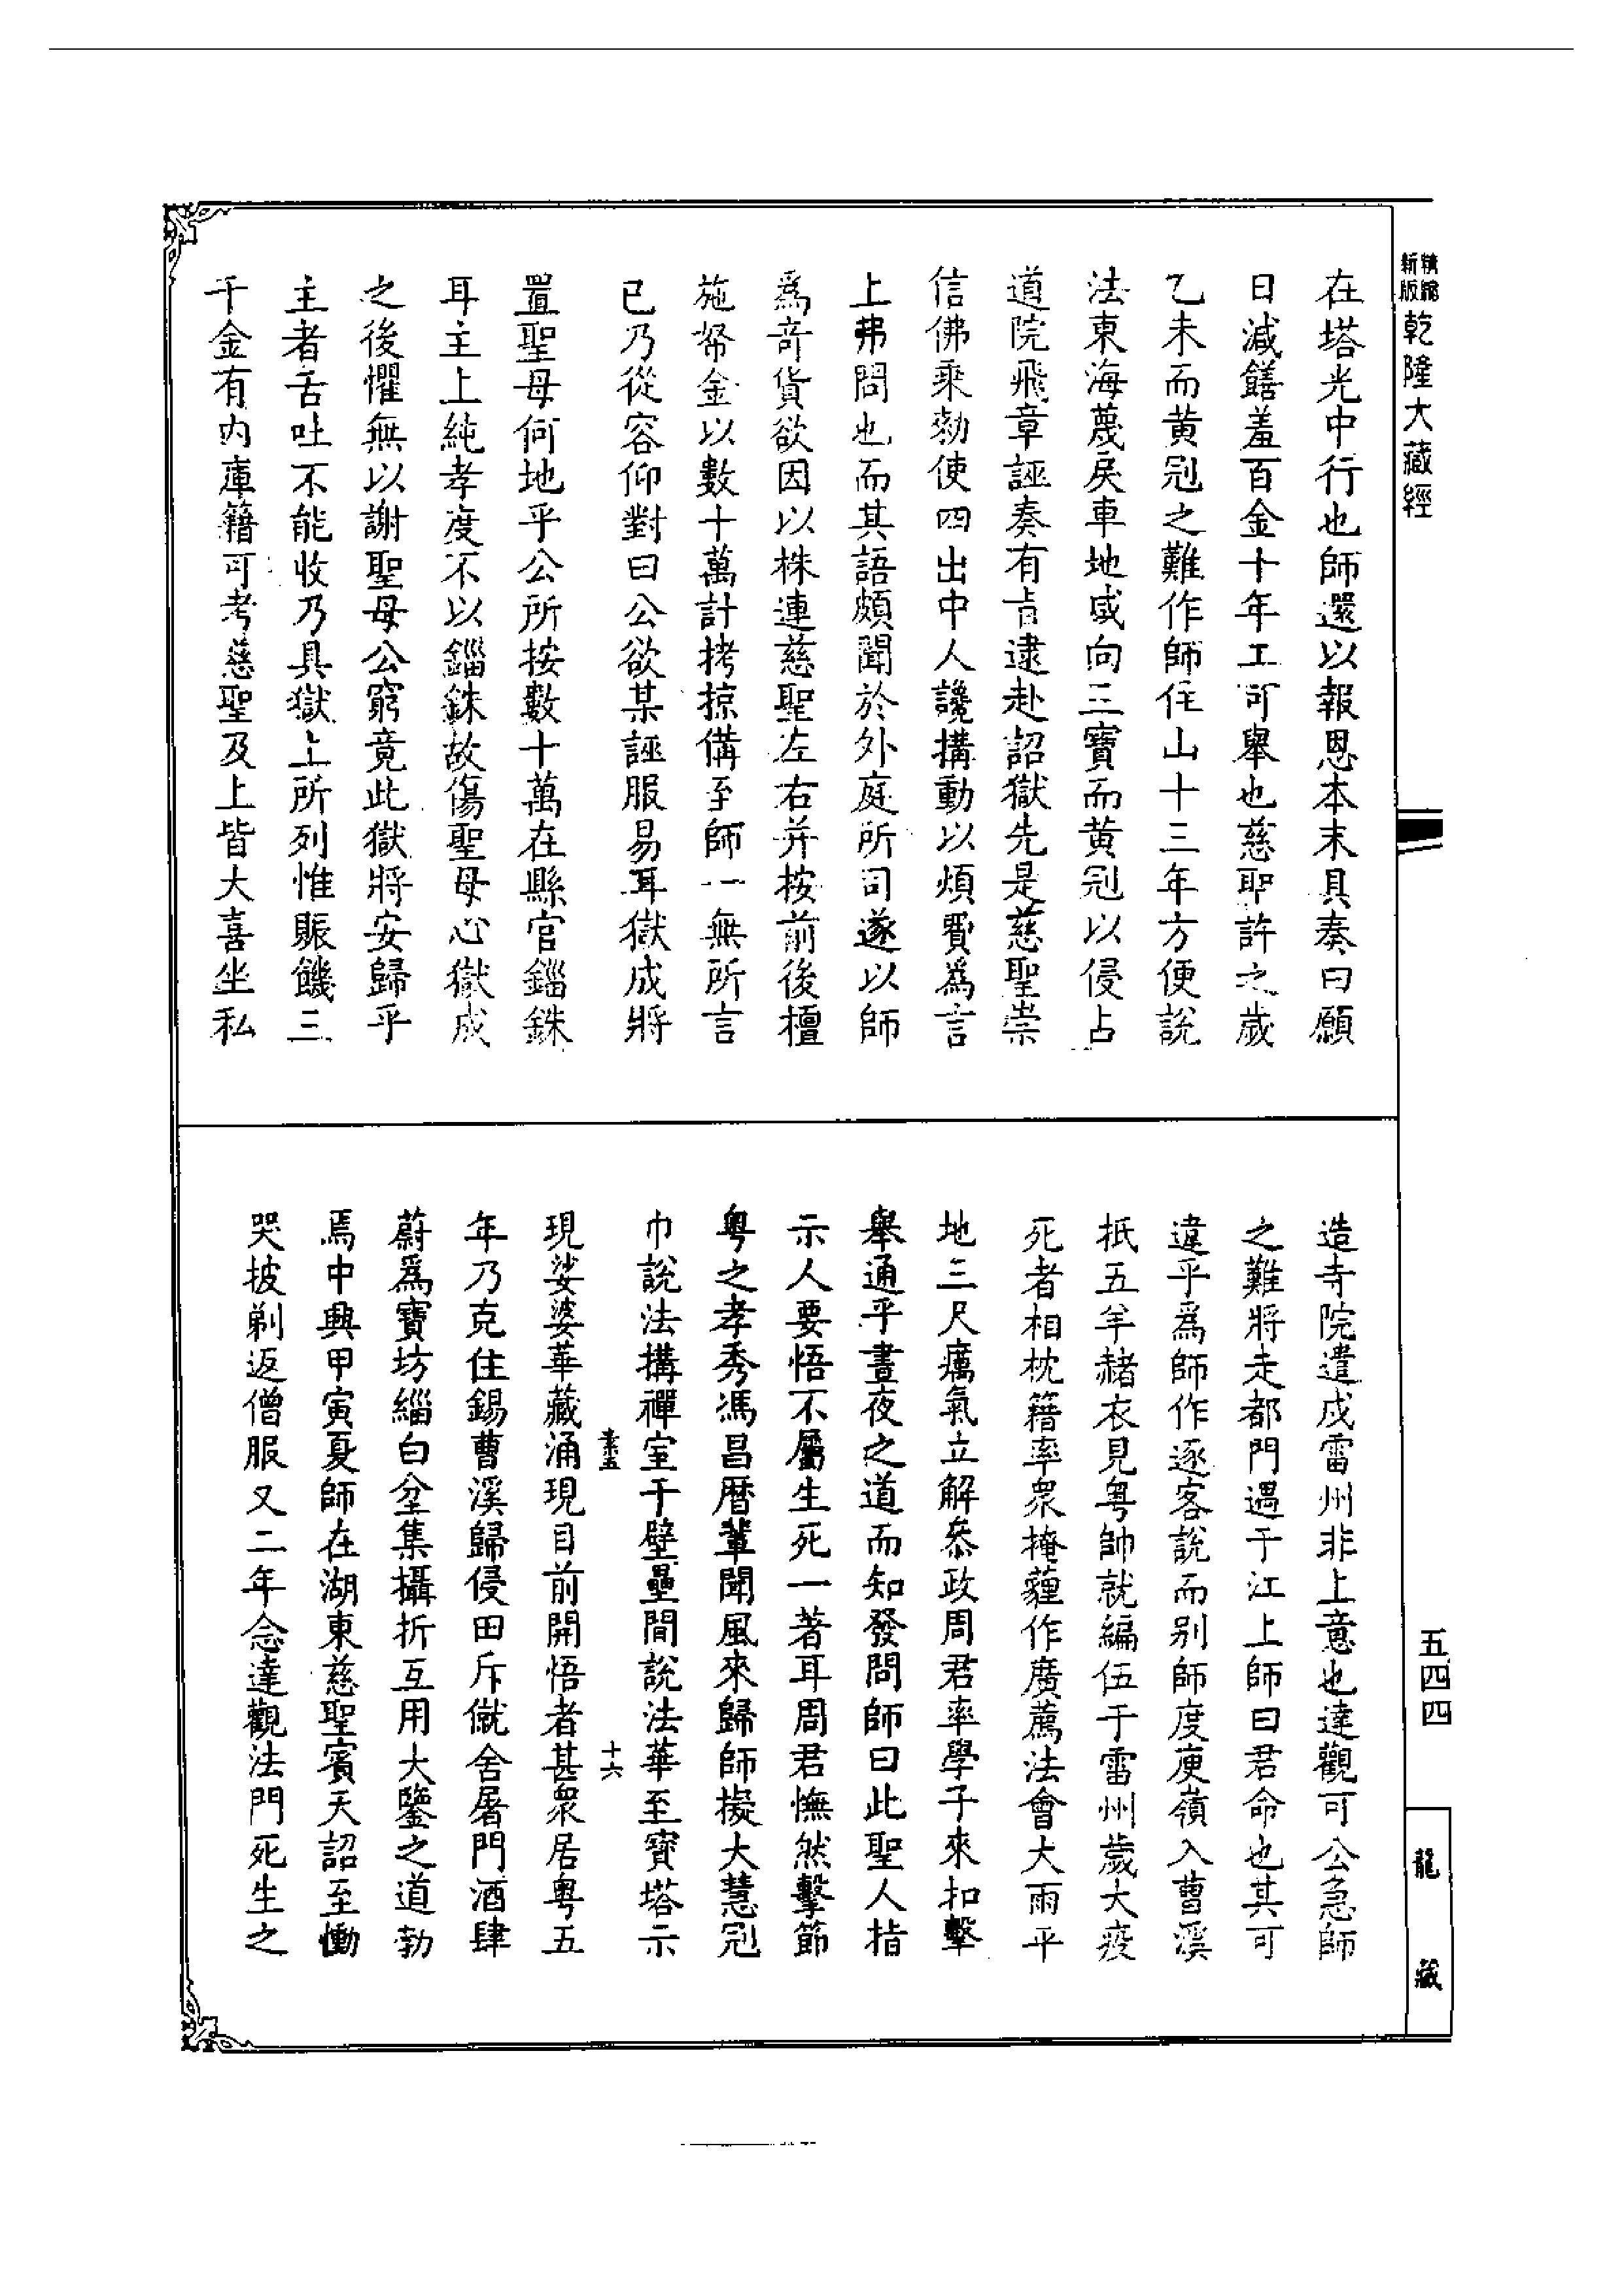 精縮新版乾隆大藏經
在塔光中行也師還以報恩本末具奏曰願
日減饍羞百金十年工可舉也慈聖許之歲
乙未而黃冠之難作師住山十三年方便說
法東海蔑戾車地咸向三寶而黃冠以侵占
道院飛章誣奏有旨逮赴詔獄先是慈聖崇
信佛乘勑使四出中人讒搆動以煩費為言
上弗問也而其語頗聞於外庭所司遂以師
為奇貨欲因以株連慈聖左右并按前後檀
施帑金以數十萬計拷掠備至師一無所言
已乃從容仰對曰公欲某誣服易耳獄成將
置聖母何地乎公所按數十萬在縣官錙銖
耳主上純孝度不以錙銖故傷聖母心獄成
之後懼無以謝聖母公窮竟此獄將安歸乎
主者舌吐不能收乃具獄上所列惟賑饑三
千金有內庫籍可考慈聖及上皆大喜坐私
造寺院遣戍雷州非上意也達觀可公急師
之難將走都門遇于江上師曰君命也其可
違乎為師作逐客說而别師度庾嶺入曹溪
抵五羊赭衣見粵帥就編伍于雷州歲大疫
死者相枕籍率眾掩薶作廣薦法會大雨平
地三尺癘氣立解叅政周君率學子來扣擊
舉通乎晝夜之道而知發問師曰此聖人指
示人要悟不屬生死一著耳周君憮然擊節
粵之孝秀馮昌曆輩聞風來歸師擬大慧冠
巾說法搆禪室于壁壘間說法華至寶塔示
現娑婆華藏涌現目前開悟者甚眾居粵五
年乃克住錫曹溪歸侵田斥僦舍屠門酒肆
蔚為寶坊緇白坌集攝折互用大鑒之道勃
焉中興甲寅夏師在湖東慈聖賓天詔至慟
哭披剃返僧服又二年念達觀法門死生之
十六
五四四
龍藏